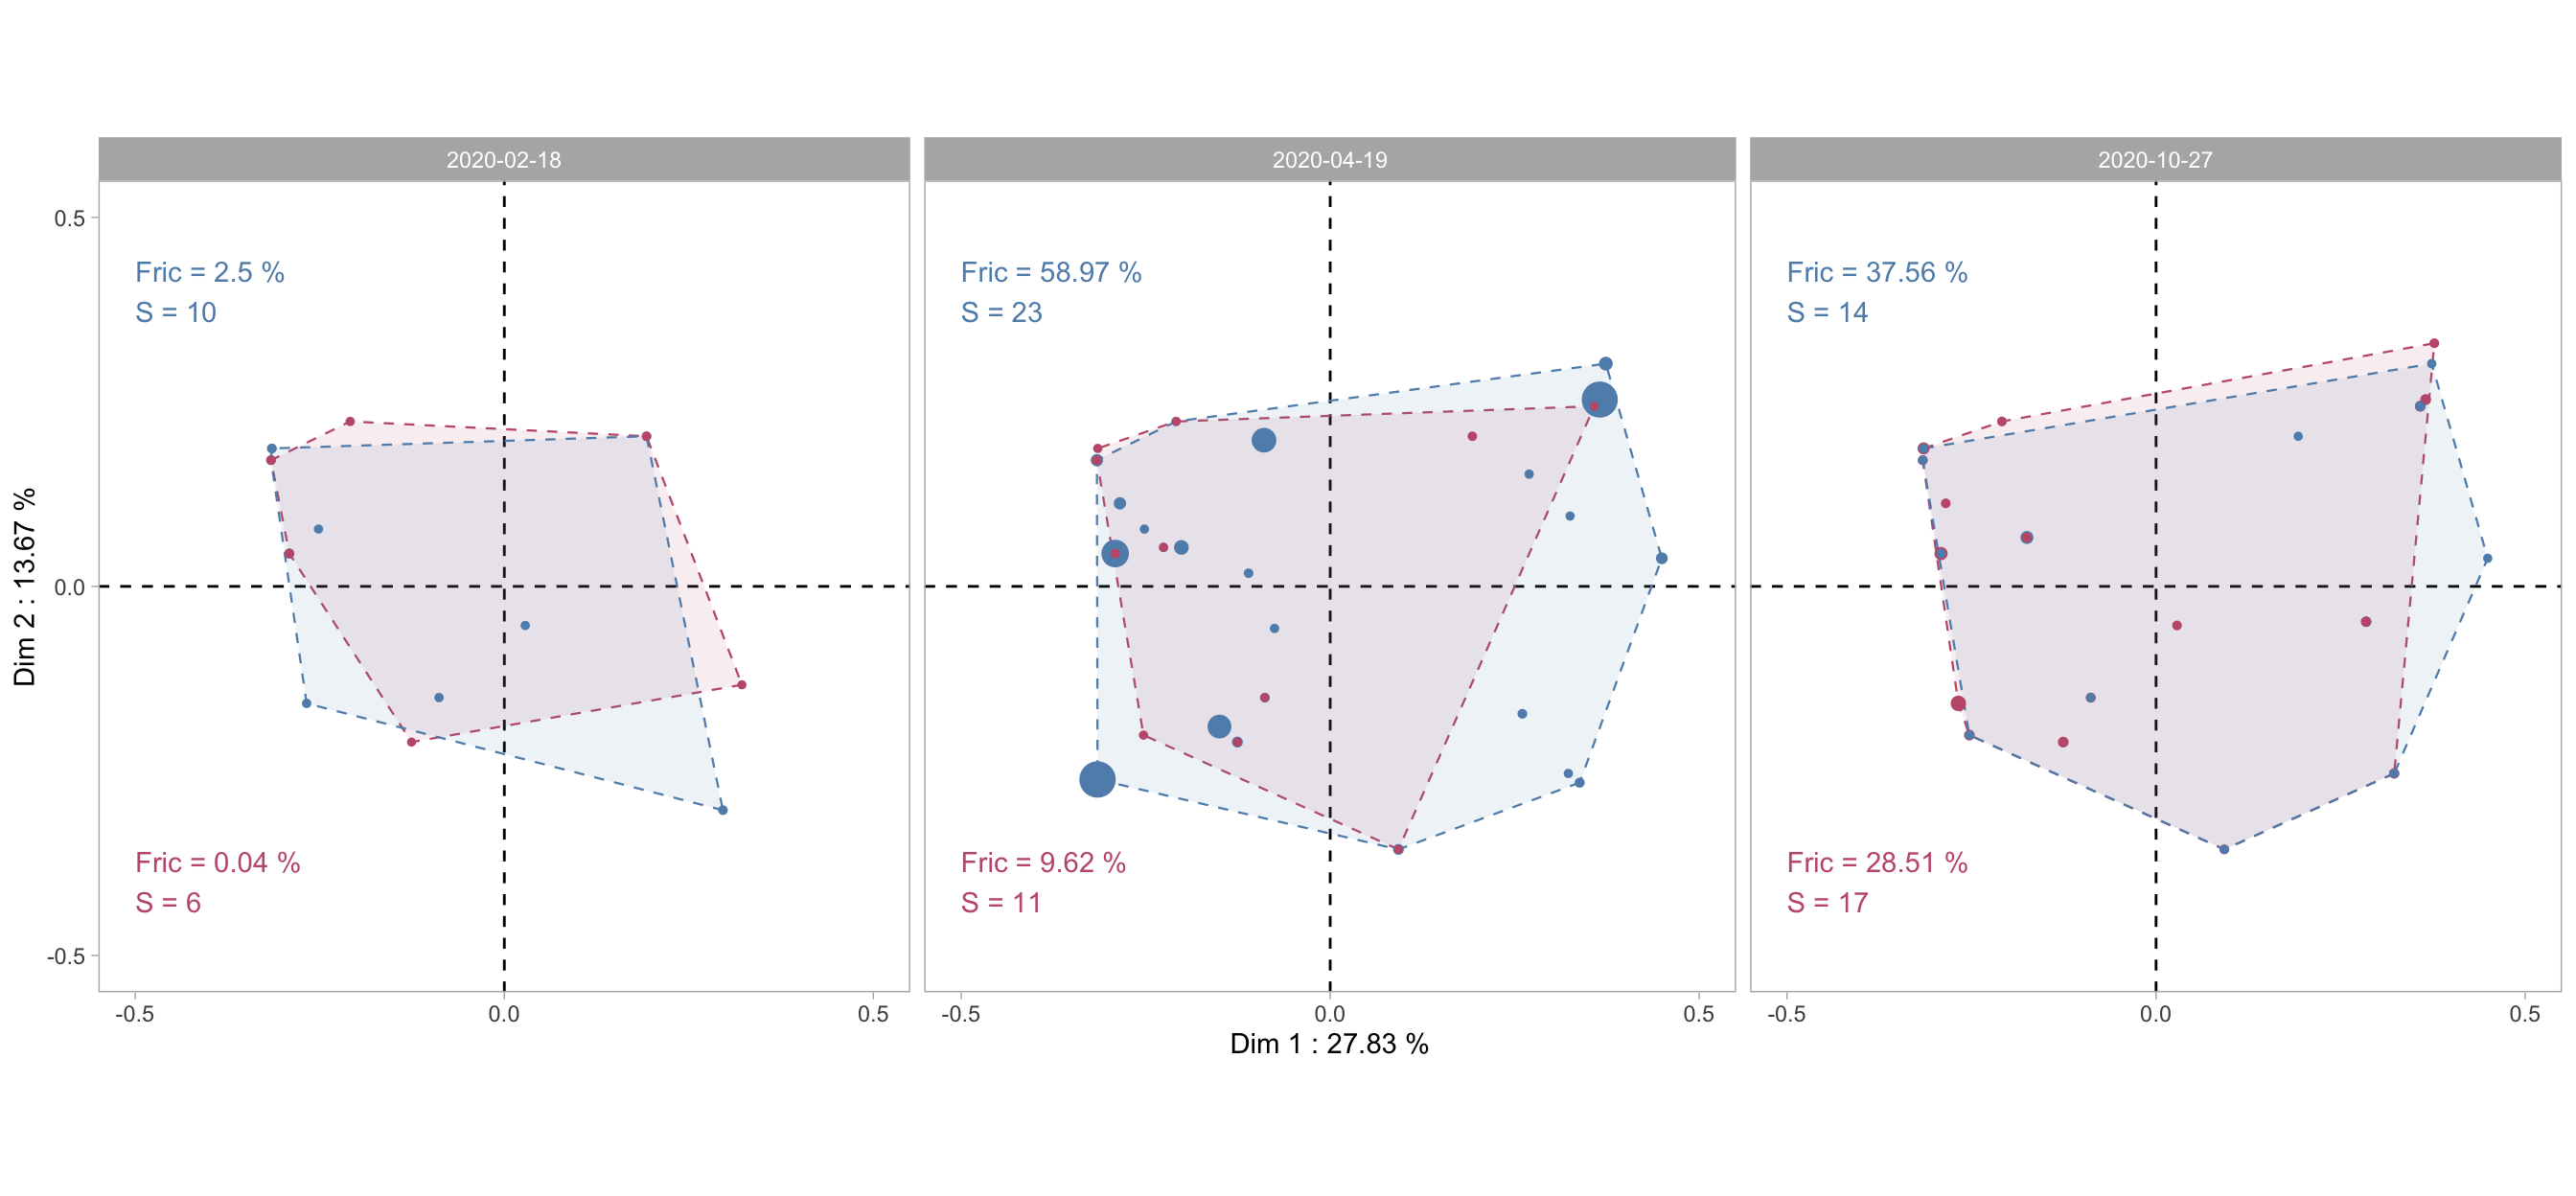 2020-02-18
2020-04-19
2020-10-27
Dim 2 : 13.67 %
0.5
0.0
-0.5
Fric = 2.5 %
S = 10
Fric = 0.04 %
S = 6
Fric = 58.97 %
S = 23
Fric = 9.62 %
S = 11
Fric = 37.56 %
S = 14
Fric = 28.51 %
S = 17
-0.5 0.0 0.5
-0.5 0.0 0.5
-0.5 0.0 0.5
Dim 1 : 27.83 %